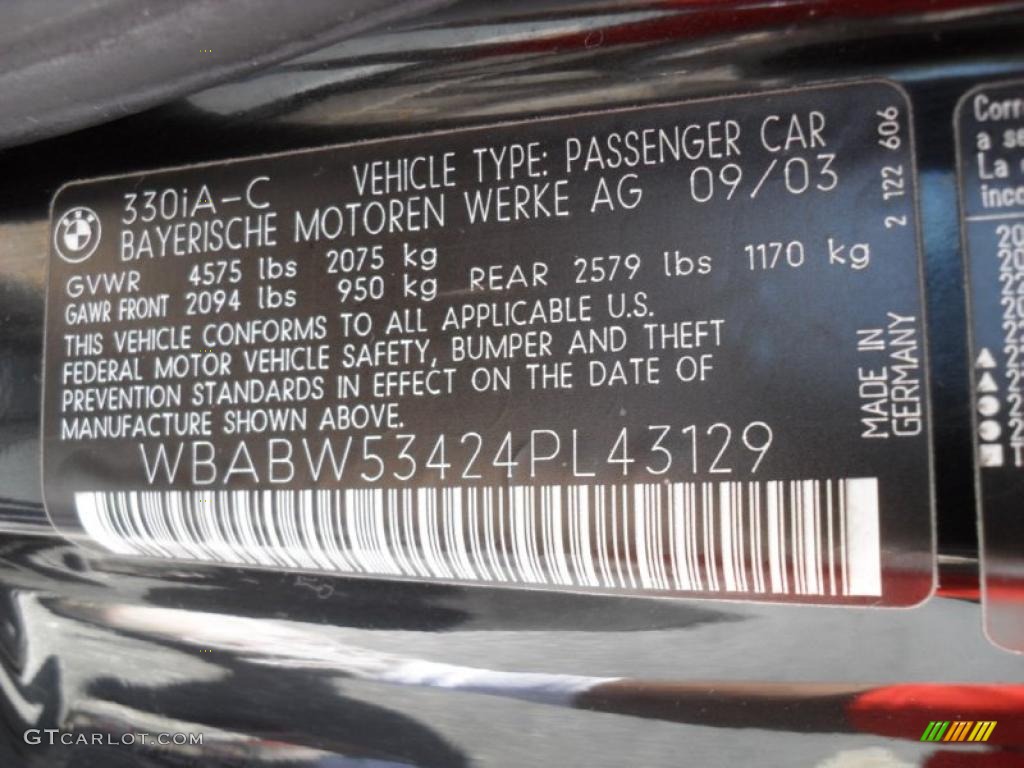 330iA-C VEHICLE TYPE: PASSENGER CAR
BAYERISCHE MOTOREN WERKE AG 09/03
GVWR 4575 lbs 2075 kg
GAWR FRONT 2094 lbs 950 kg REAR 2579 lbs 1170 kg
THIS VEHICLE CONFORMS TO ALL APPLICABLE U.S.
FEDERAL MOTOR VEHICLE SAFETY, BUMPER AND THEFT
PREVENTION STANDARDS IN EFFECT ON THE DATE OF
MANUFACTURE SHOWN ABOVE.
WBABW53424PL43129
MADE IN
GERMANY
2 122 606
a se
La
GTCARLOT.COM